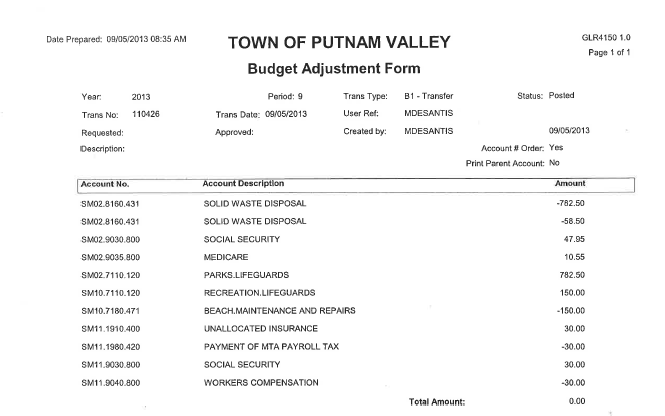 Date Prepared: 09/05/2013 08:35 AM TOWN OF PUTNAM VALLEY GLR4150 1.0
Page 1 of 1
Budget Adjustment Form
Year: 2013 Period: 9 Trans Type: B1 - Transfer Status: Posted
Trans No: 110426 Trans Date: 09/05/2013 User Ref: MDESANTIS
Requested: Approved: Created by: MDESANTIS 09/05/2013
Description: Account # Order: Yes
Print Parent Account: No
Account No. Account Description Amount
SM02.8160.431 SOLID WASTE DISPOSAL -782.50
SM02.8160.431 SOLID WASTE DISPOSAL -58.50
SM02.9030.800 SOCIAL SECURITY 47.95
SM02.9035.800 MEDICARE 10.55
SM02.7110.120 PARKS.LIFEGUARDS 782.50
SM10.7110.120 RECREATION.LIFEGUARDS 150.00
SM10.7180.471 BEACH.MAINTENANCE AND REPAIRS -150.00
SM11.1910.400 UNALLOCATED INSURANCE 30.00
SM11.1980.420 PAYMENT OF MTA PAYROLL TAX -30.00
SM11.9030.800 SOCIAL SECURITY 30.00
SM11.9040.800 WORKERS COMPENSATION -30.00
Total Amount: 0.00